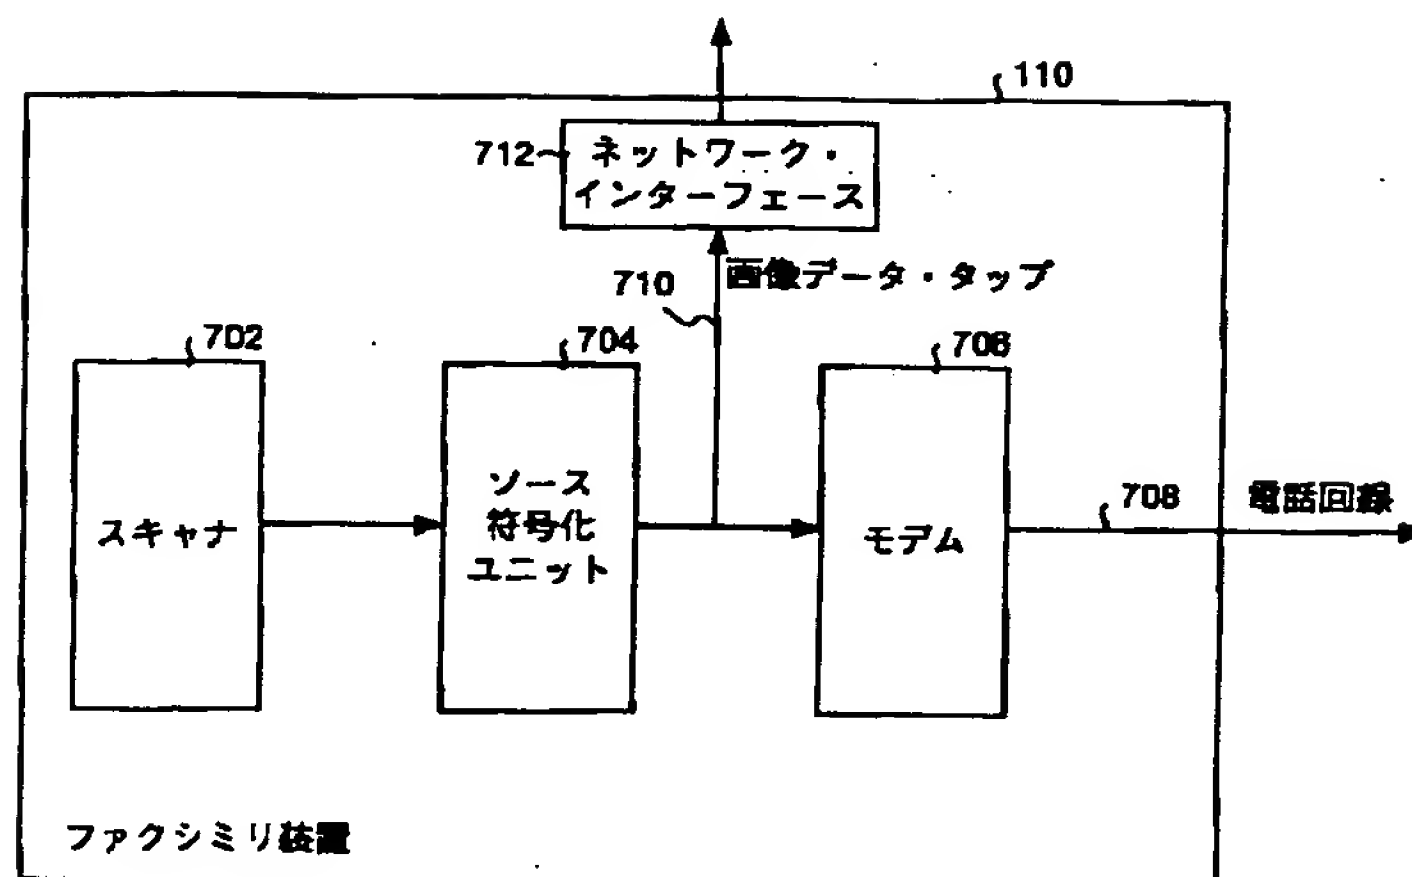 110
712
ネットワーク・
インターフェース
710
画像データ・タップ
702
704
706
スキャナ
ソース
符号化
ユニット
モデム
708
電話回線
ファクシミリ装置